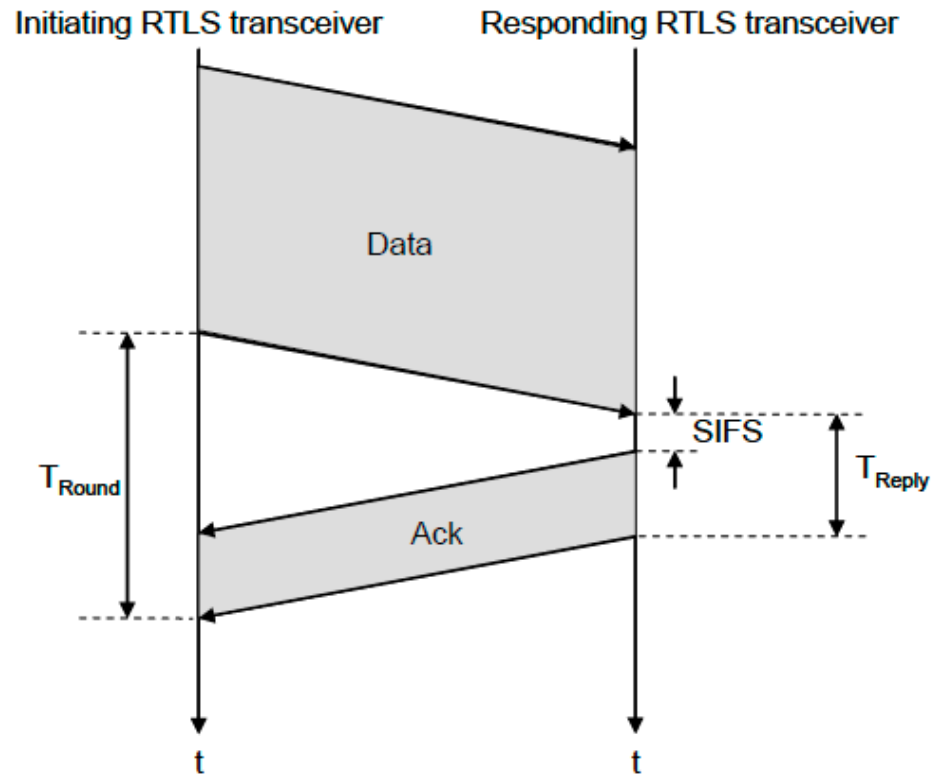 Initiating RTLS transceiver
Responding RTLS transceiver
Data
SIFS
TRound
TReply
Ack
t
t